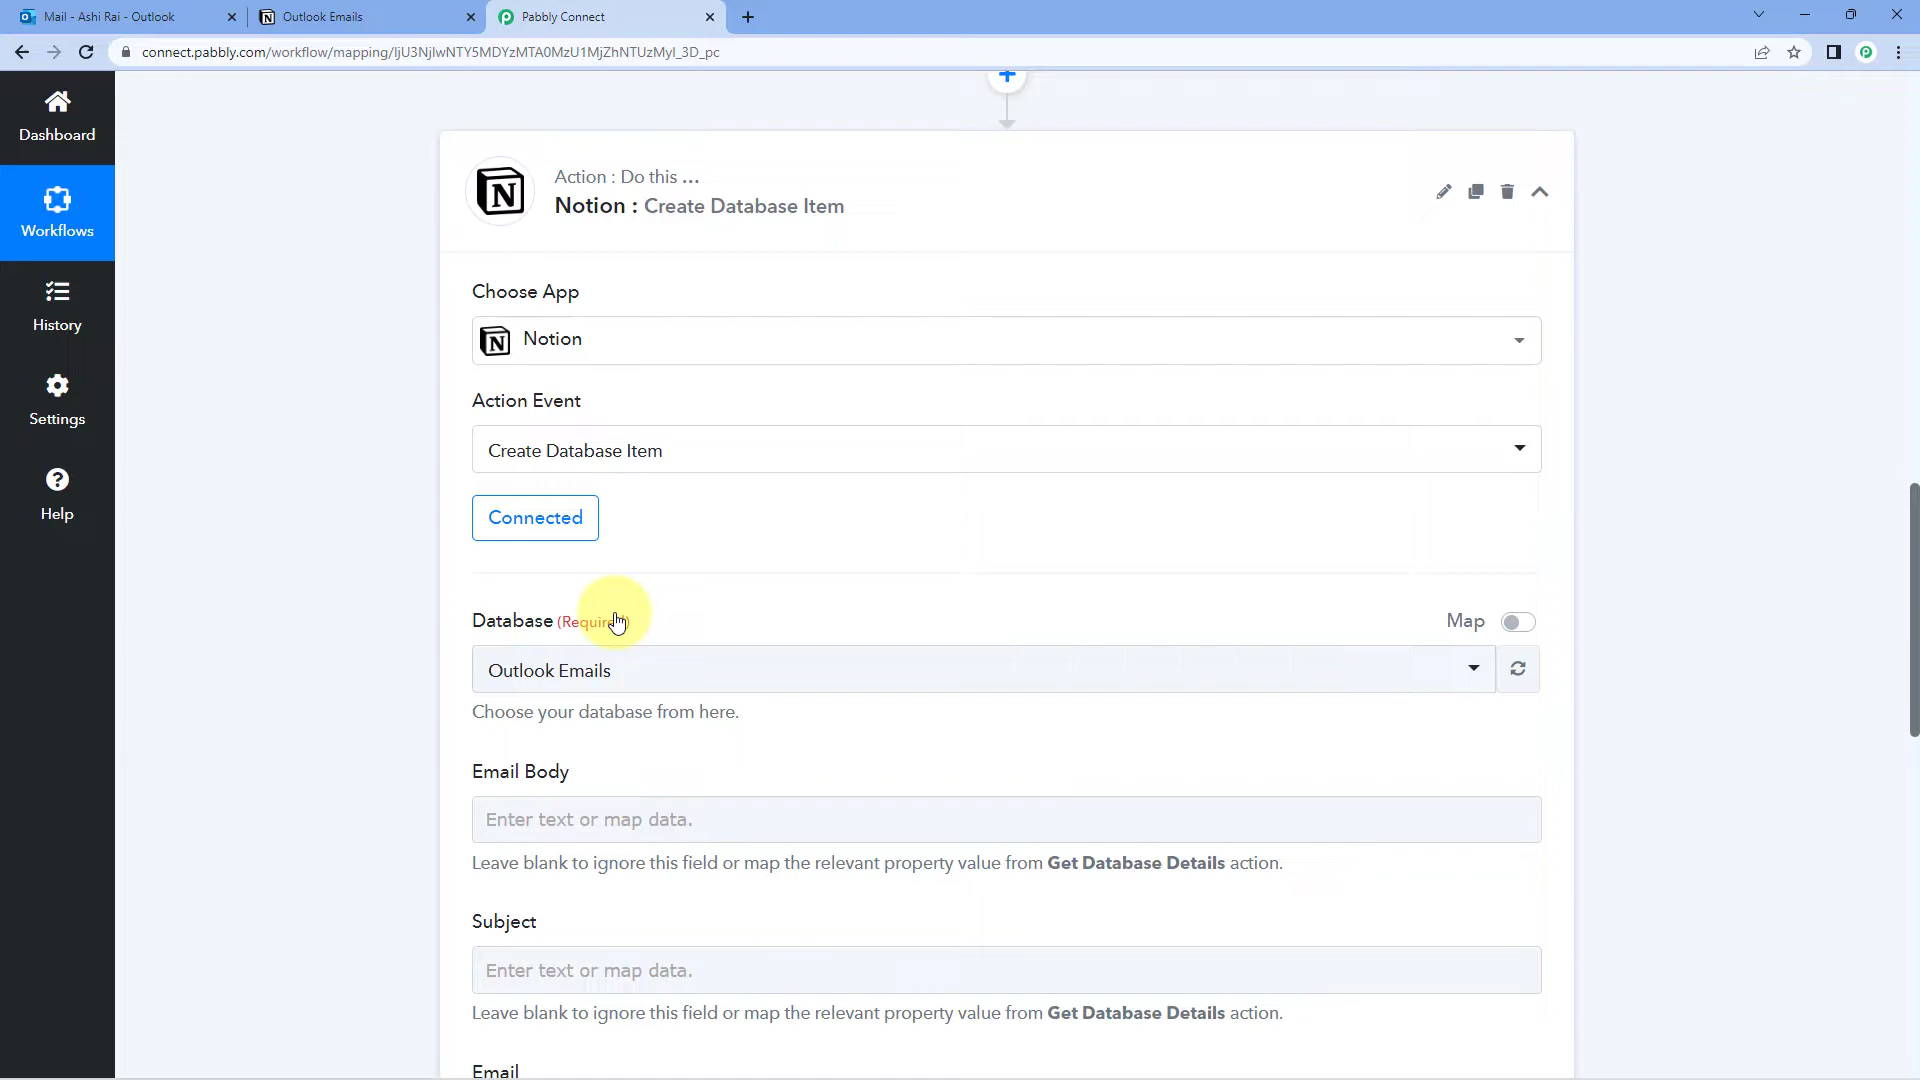 Mail - Ashi Rai - Outlook
Outlook Emails
Pabbly Connect
connect.pabbly.com/workflow/mapping/IjU3NjIwNTY5MDYzMTA0MzU1MjZhNTUzMyI_3D_pc
Dashboard
Workflows
History
Settings
Help
Action : Do this ...
Notion : Create Database Item
Choose App
Notion
Action Event
Create Database Item
Connected
Database (Required)
Map
Outlook Emails
Choose your database from here.
Email Body
Enter text or map data.
Leave blank to ignore this field or map the relevant property value from Get Database Details action.
Subject
Enter text or map data.
Leave blank to ignore this field or map the relevant property value from Get Database Details action.
Email